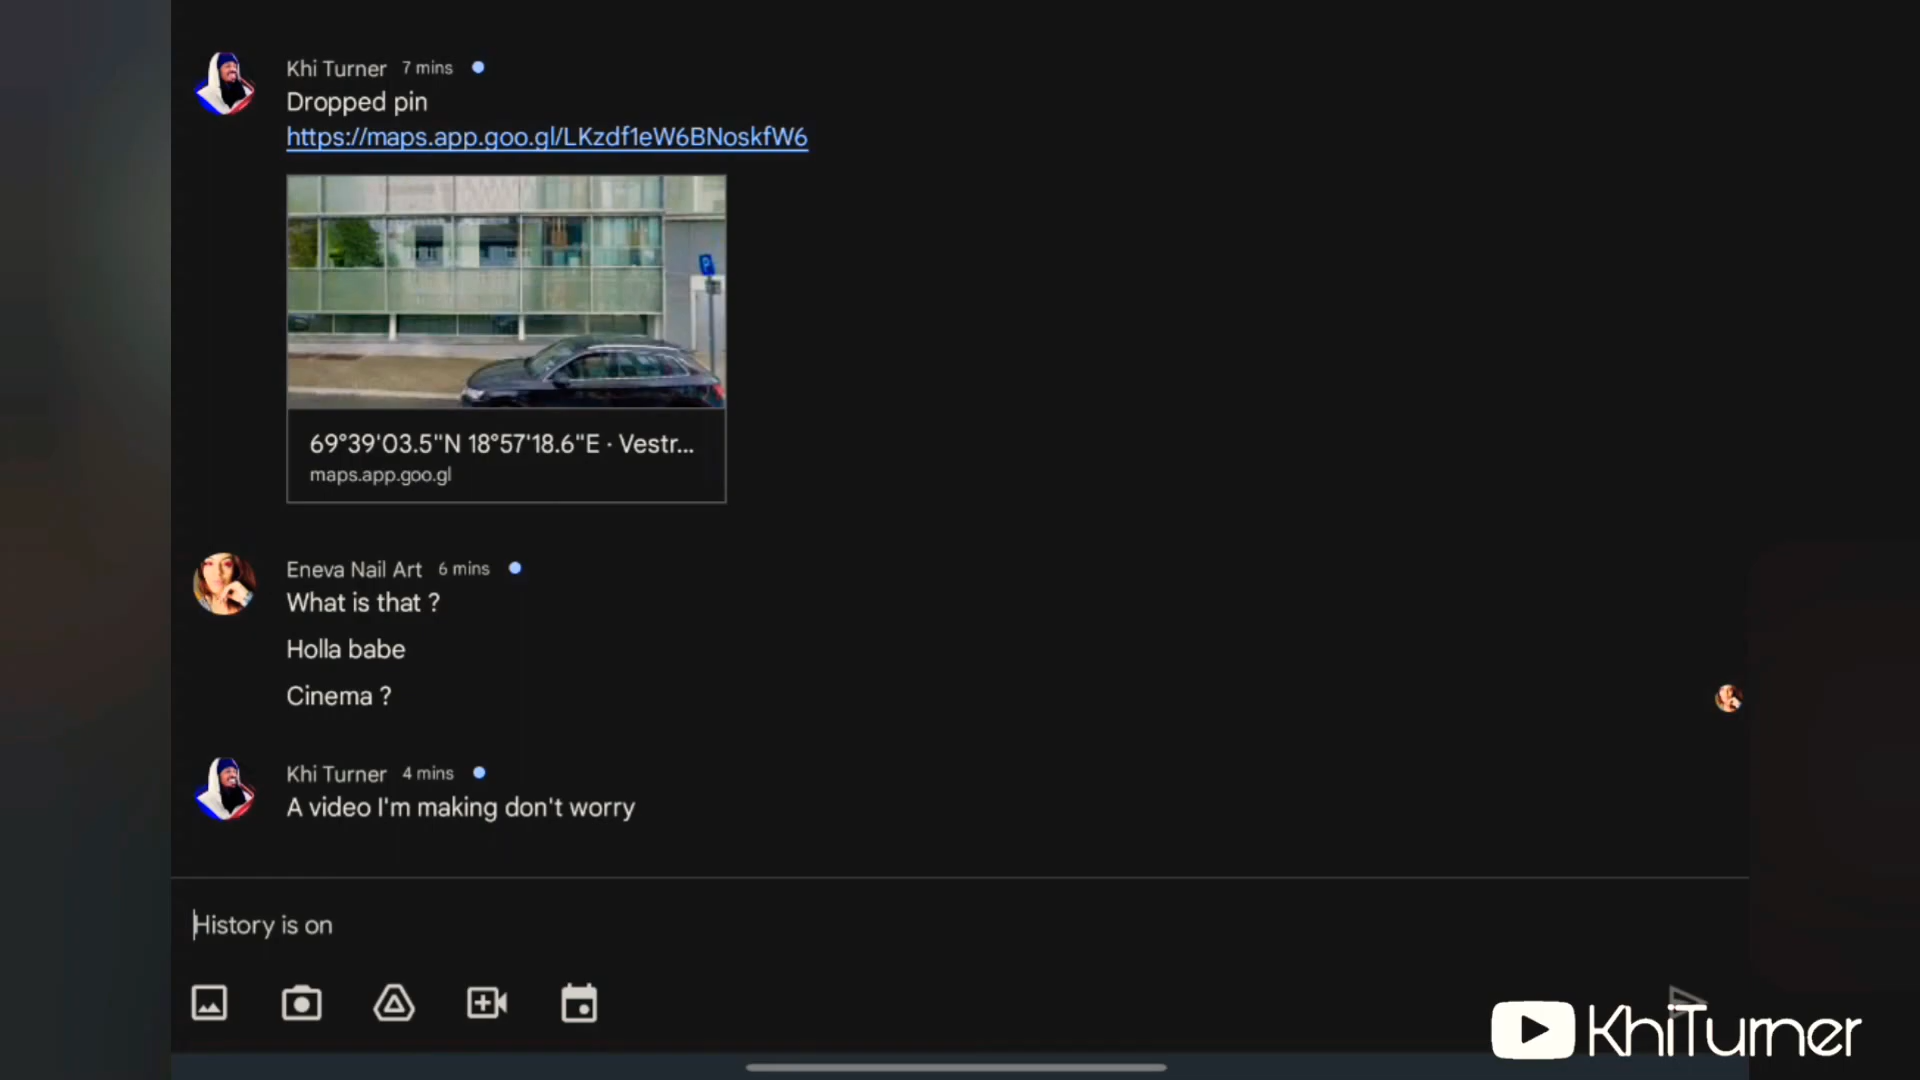 Khi Turner 7 mins
Dropped pin
https://maps.app.goo.gl/LKzdf1eW6BNoskfW6
P
69°39'03.5"N 18°57'18.6"E · Vestr...
maps.app.goo.gl
Eneva Nail Art 6 mins
What is that ?
Holla babe
Cinema ?
Khi Turner 4 mins
A video I'm making don't worry
History is on
KhiTurner